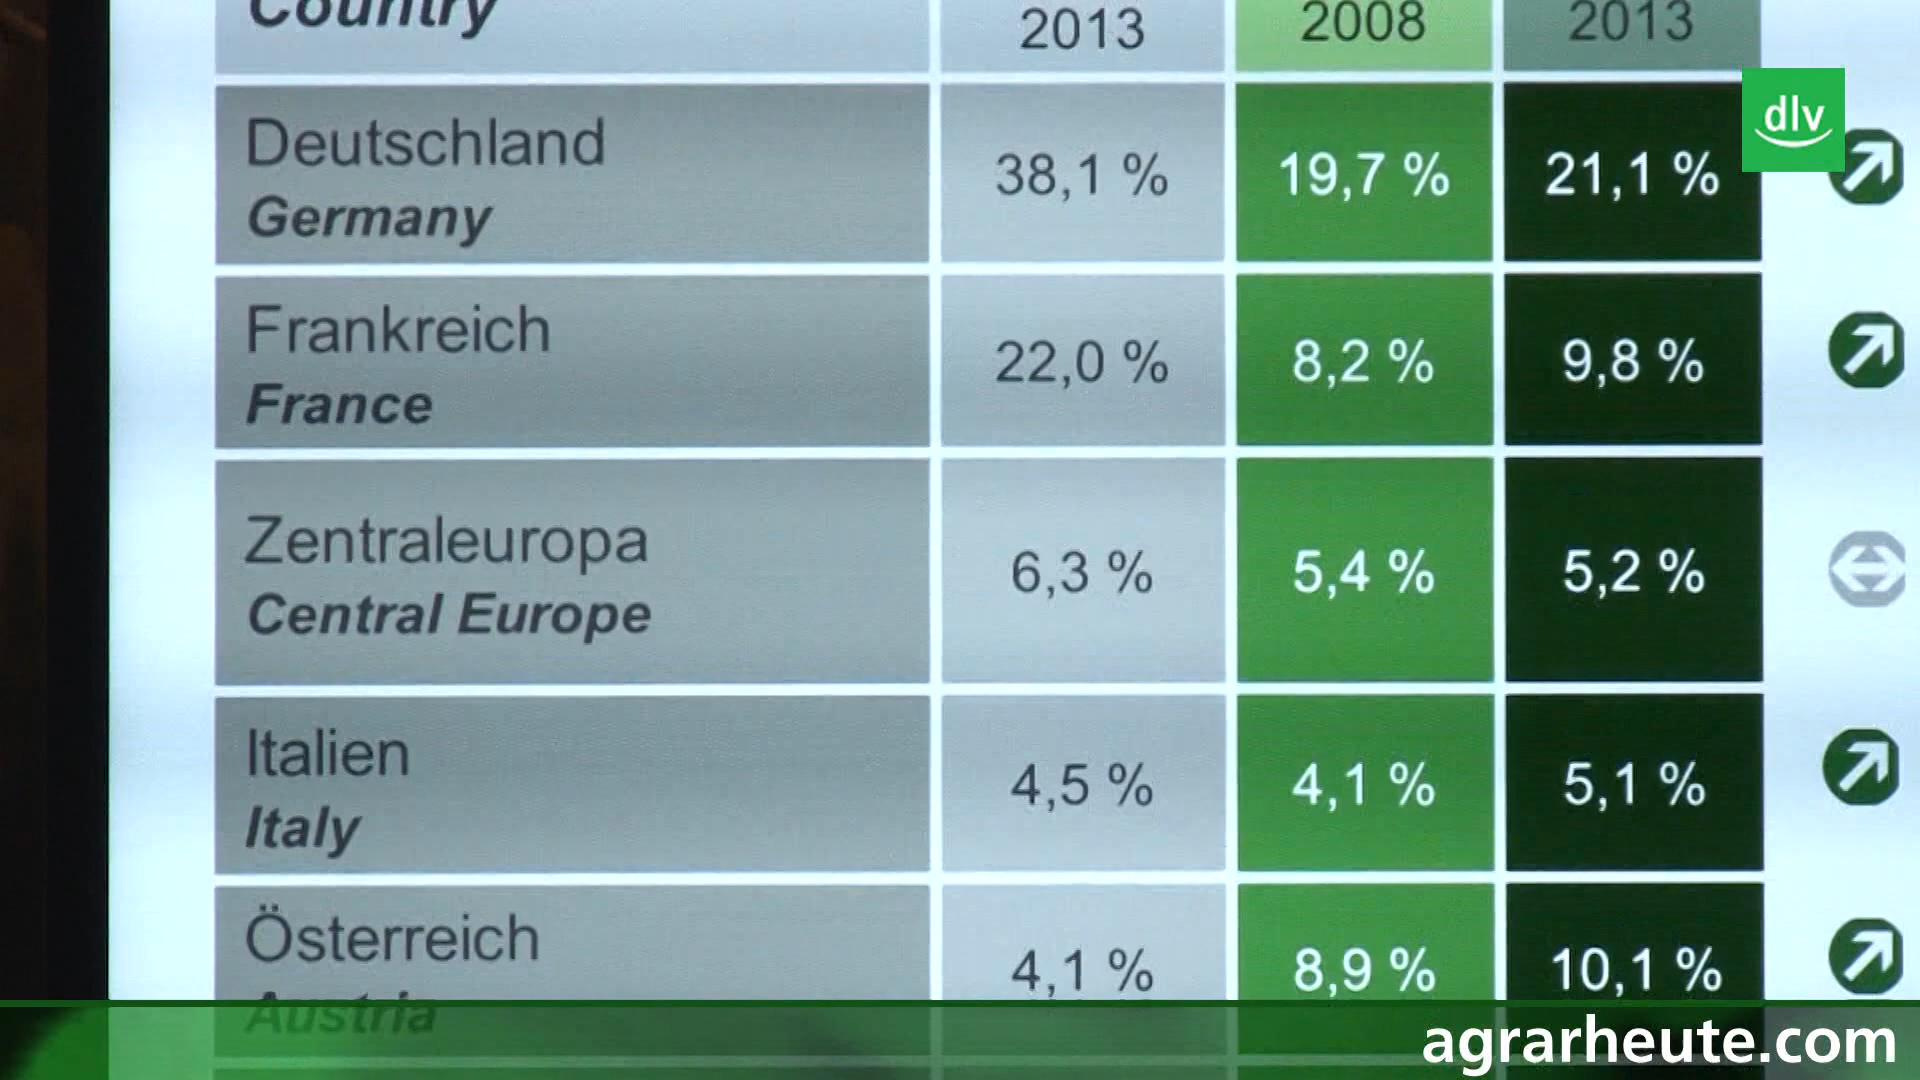 Country 2013 2008 2013
dlv
Deutschland
Germany
38,1 % 19,7 % 21,1 %
Frankreich
France
22,0 % 8,2 % 9,8 %
Zentraleuropa
Central Europe
6,3 % 5,4 % 5,2 %
Italien
Italy
4,5 % 4,1 % 5,1 %
Österreich
Austria
4,1 % 8,9 % 10,1 %
agrarheute.com